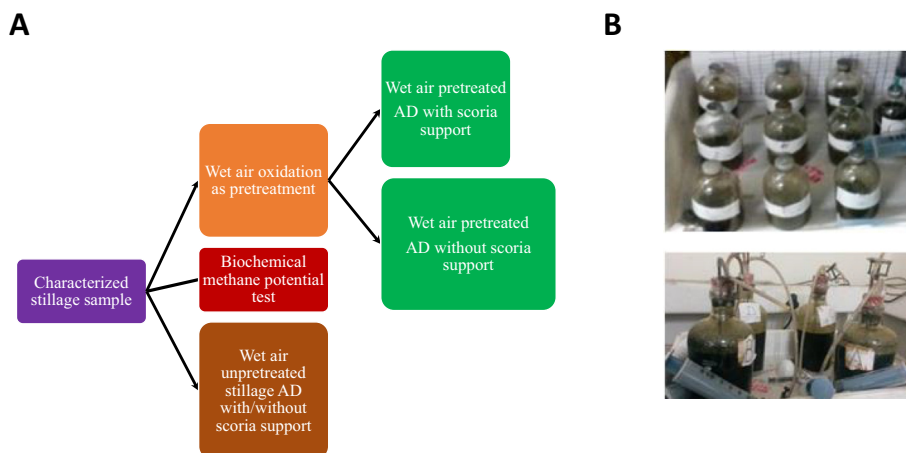 A
B
Wet air pretreated
AD with scoria
support
Wet air oxidation
as pretreatment
Wet air pretreated
AD without scoria
support
Biochemical
methane potential
test
Characterized
stillage sample
Wet air
unpretreated
stillage AD
with/without
scoria support
A